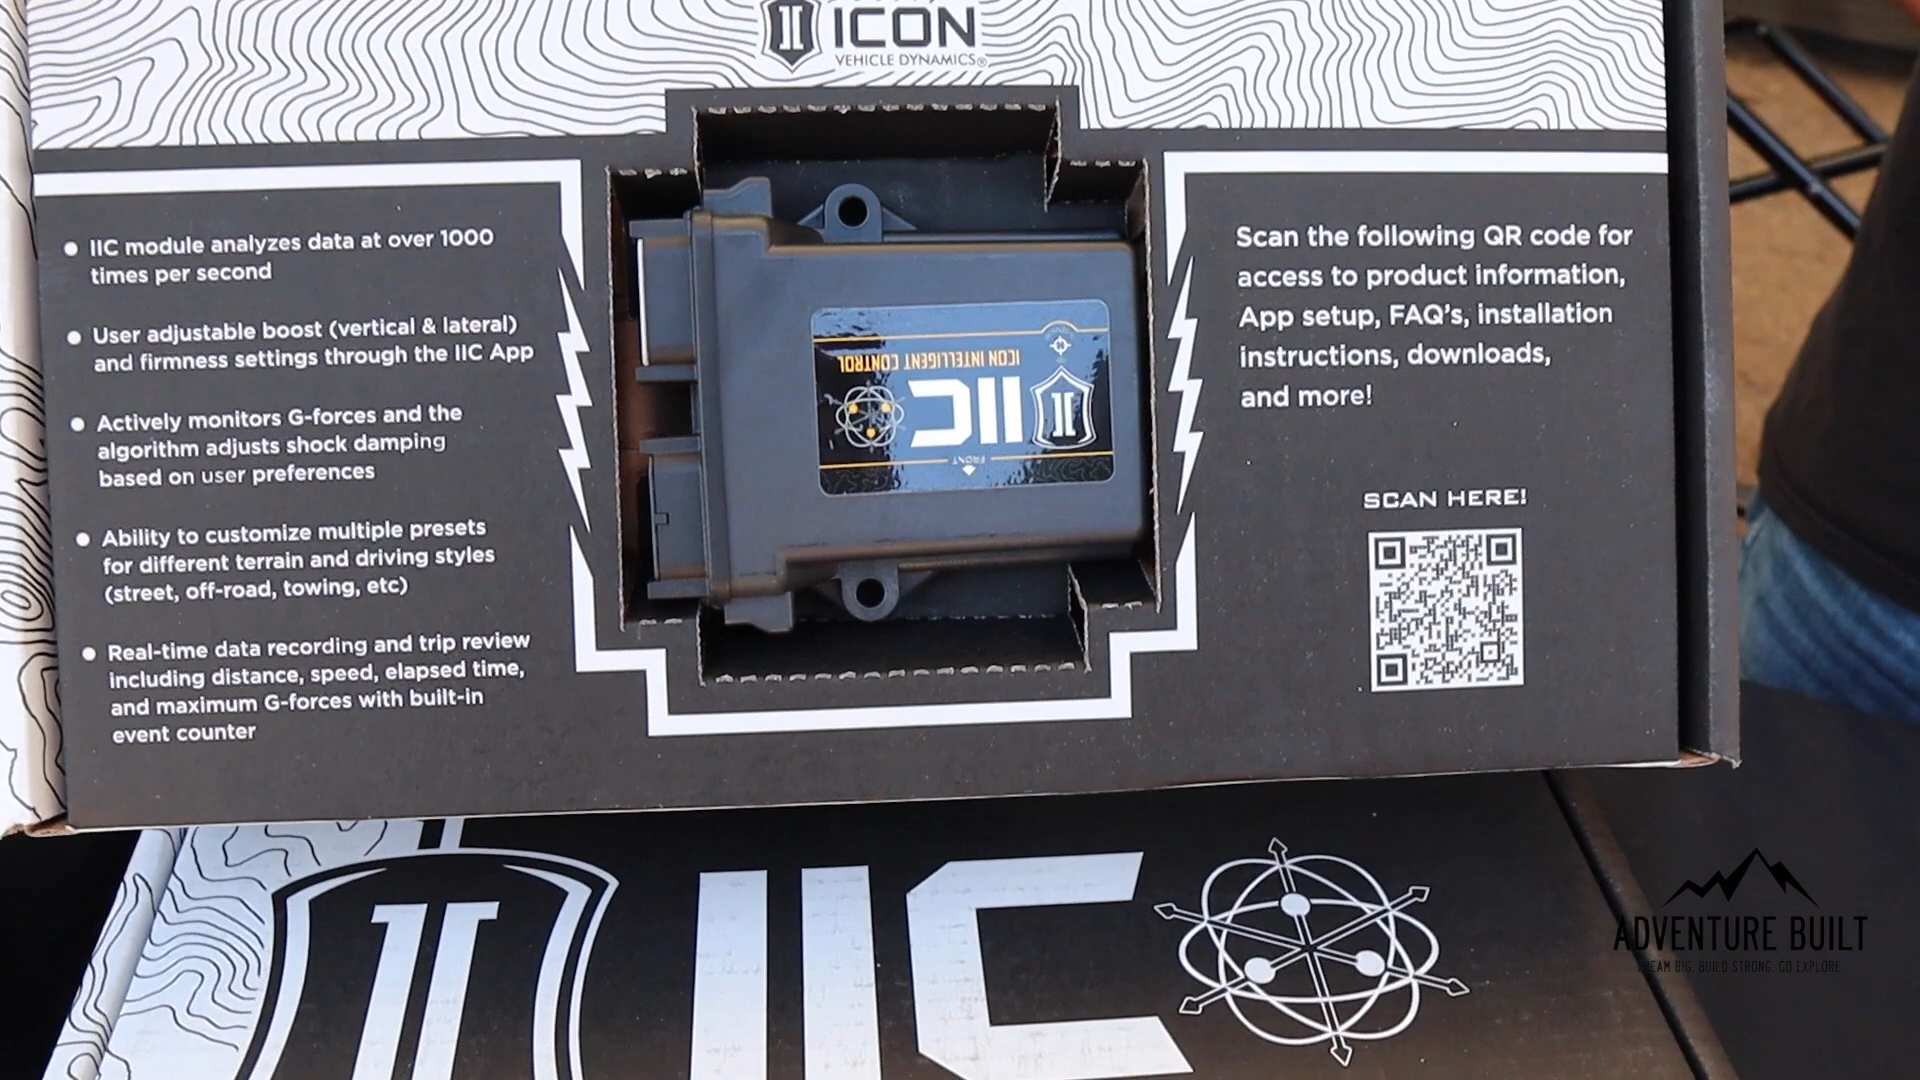 ICON
VEHICLE DYNAMICS®
IIC module analyzes data at over 1000
times per second
User adjustable boost (vertical & lateral)
and firmness settings through the IIC App
Actively monitors G-forces and the
algorithm adjusts shock damping
based on user preferences
Ability to customize multiple presets
for different terrain and driving styles
(street, off-road, towing, etc)
Real-time data recording and trip review
including distance, speed, elapsed time,
and maximum G-forces with built-in
event counter
FRONT
IIC
ICON INTELLIGENT CONTROL
Scan the following QR code for
access to product information,
App setup, FAQ's, installation
instructions, downloads,
and more!
SCAN HERE!
IIC
ADVENTURE BUILT
DREAM BIG. BUILD STRONG. GO EXPLORE